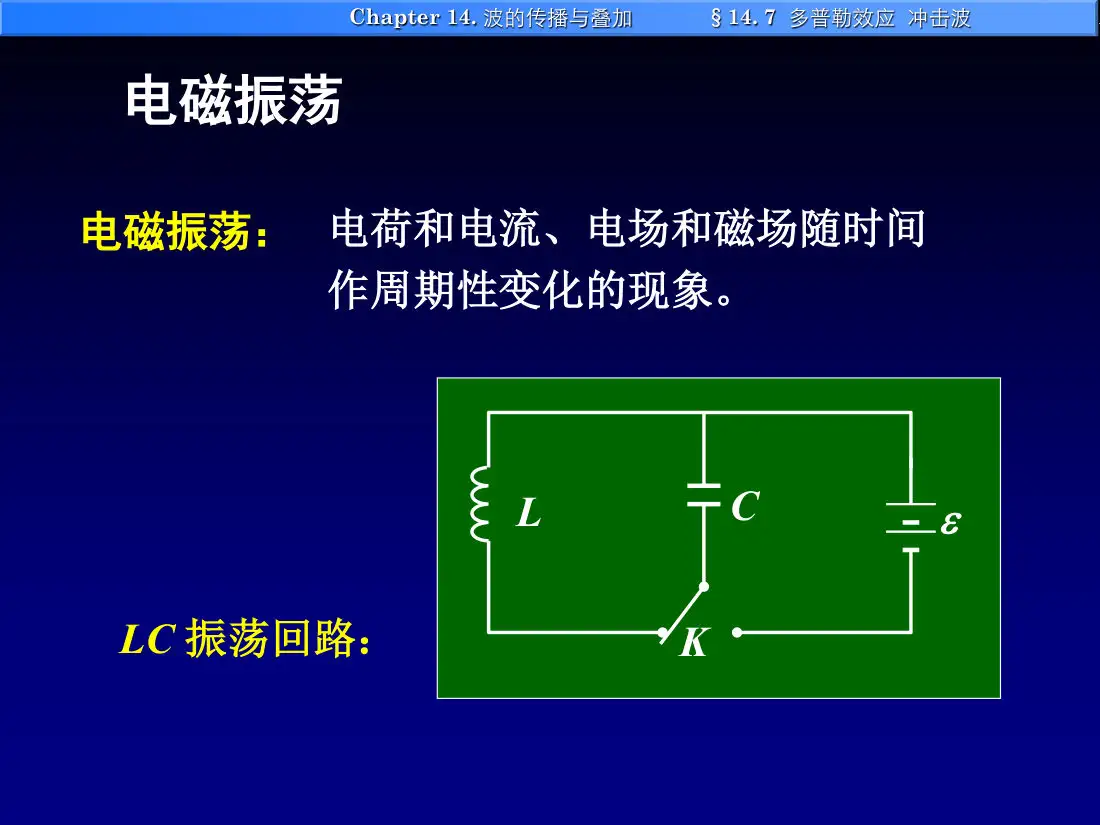 Chapter 14. 波的传播与叠加 §14.7 多普勒效应 冲击波
电磁振荡
电磁振荡：
电荷和电流、电场和磁场随时间
作周期性变化的现象。
L
C
ε
K
LC 振荡回路：